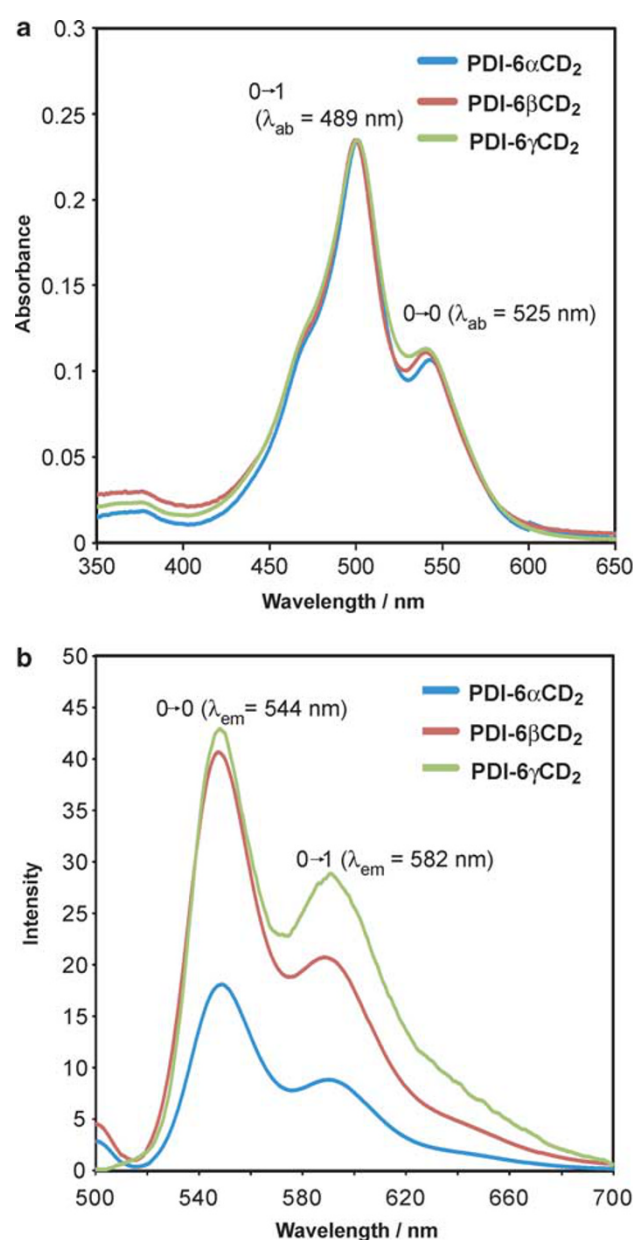 a
0.3
0.25
0.2
0.15
0.1
0.05
0
Absorbance
0→1
(λab = 489 nm)
PDI-6αCD2
PDI-6βCD2
PDI-6γCD2
0→0 (λab = 525 nm)
350 400 450 500 550 600 650
Wavelength / nm
b
50
45
40
35
30
25
20
15
10
5
0
Intensity
0→0 (λem= 544 nm)
PDI-6αCD2
PDI-6βCD2
PDI-6γCD2
0→1 (λem = 582 nm)
500 540 580 620 660 700
Wavelength / nm